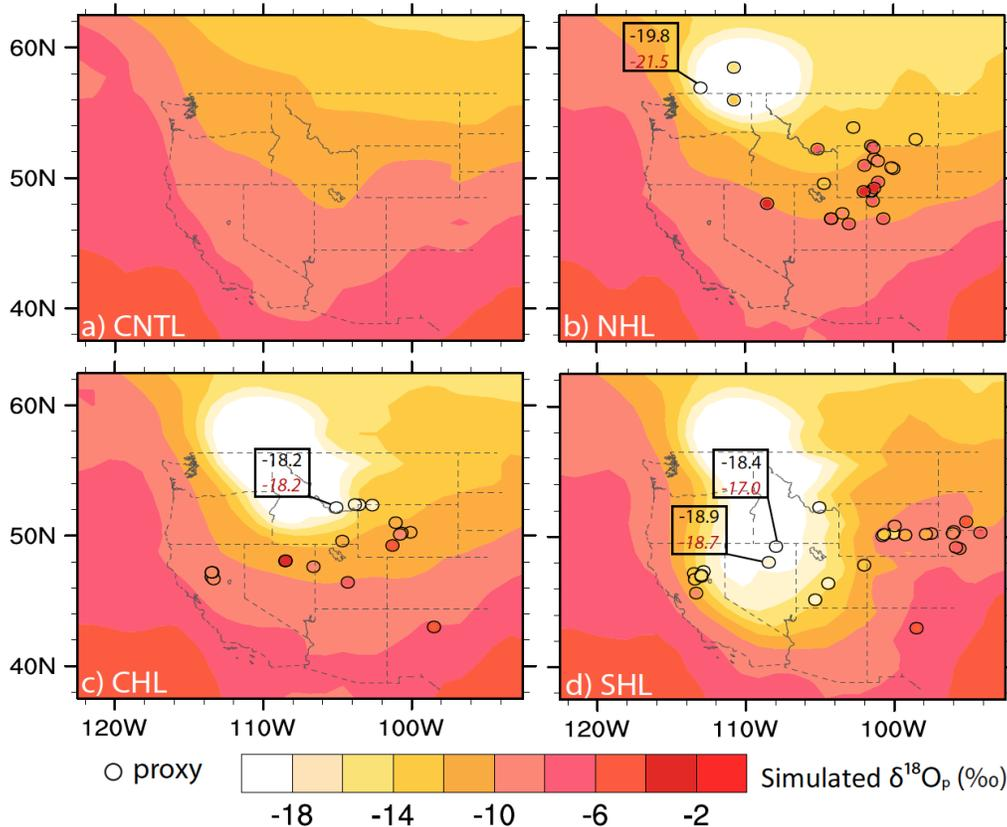 60N
50N
40N
a) CNTL
-19.8
-21.5
b) NHL
60N
50N
40N
-18.2
-18.2
c) CHL
-18.4
-17.0
-18.9
-18.7
d) SHL
120W 110W 100W 120W 110W 100W
proxy
-18 -14 -10 -6 -2
Simulated δ¹⁸Oₚ (‰)